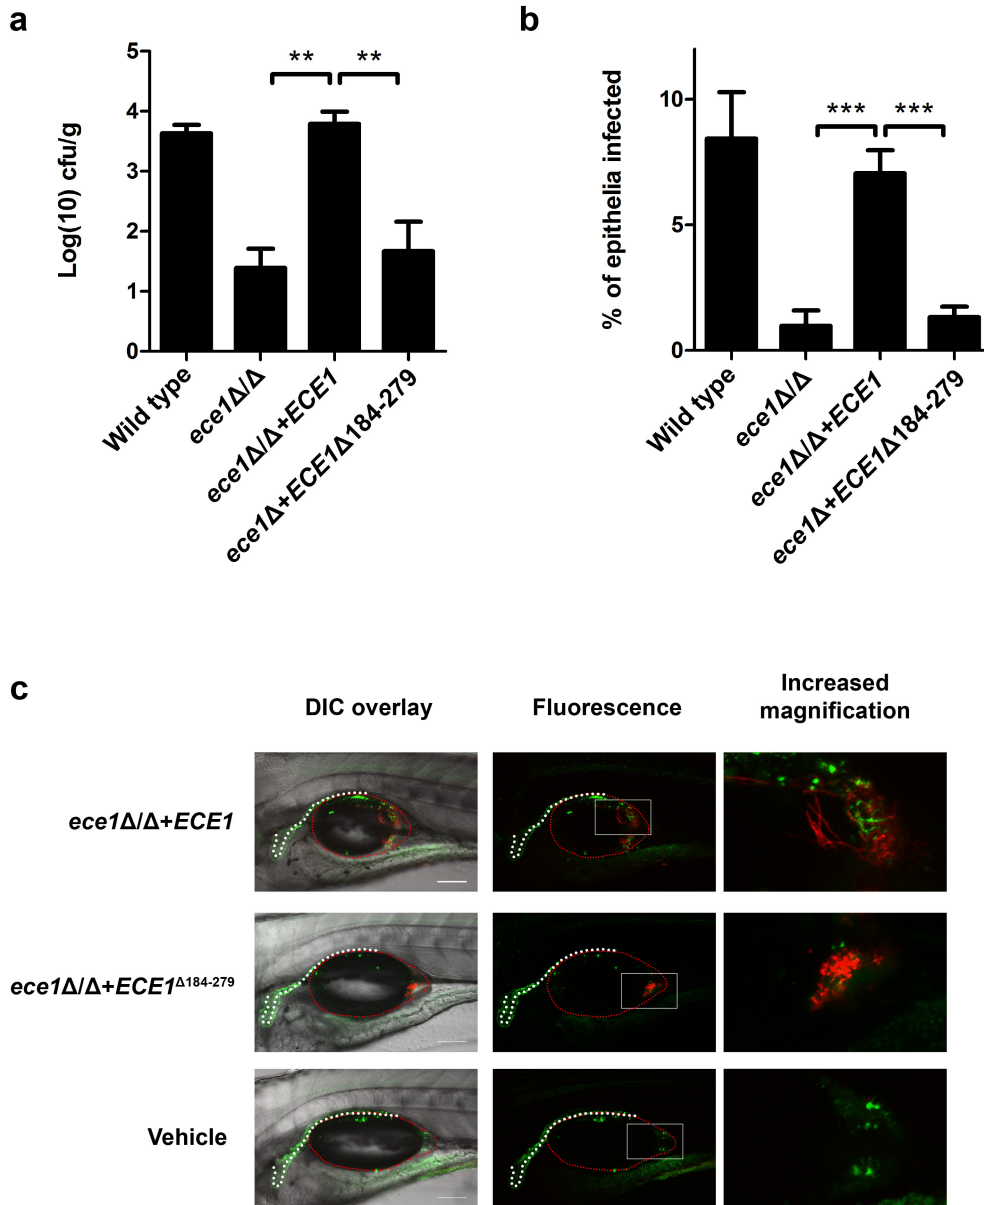 a
Log(10) cfu/g
5
4
3
2
1
0
** **
Wild type
ece1Δ/Δ
ece1Δ/Δ+ECE1
ece1Δ+ECE1Δ184-279
b
% of epithelia infected
10
5
0
*** ***
Wild type
ece1Δ/Δ
ece1Δ/Δ+ECE1
ece1Δ+ECE1Δ184-279
c
DIC overlay
Fluorescence
Increased
magnification
ece1Δ/Δ+ECE1
ece1Δ/Δ+ECE1Δ184-279
Vehicle